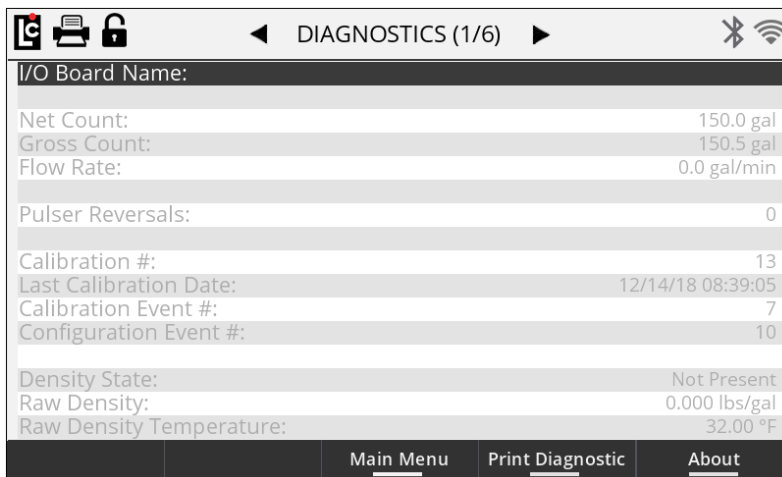 LC
DIAGNOSTICS (1/6)
I/O Board Name:
Net Count: 150.0 gal
Gross Count: 150.5 gal
Flow Rate: 0.0 gal/min
Pulser Reversals: 0
Calibration #: 13
Last Calibration Date: 12/14/18 08:39:05
Calibration Event #: 7
Configuration Event #: 10
Density State: Not Present
Raw Density: 0.000 lbs/gal
Raw Density Temperature: 32.00 °F
Main Menu Print Diagnostic About